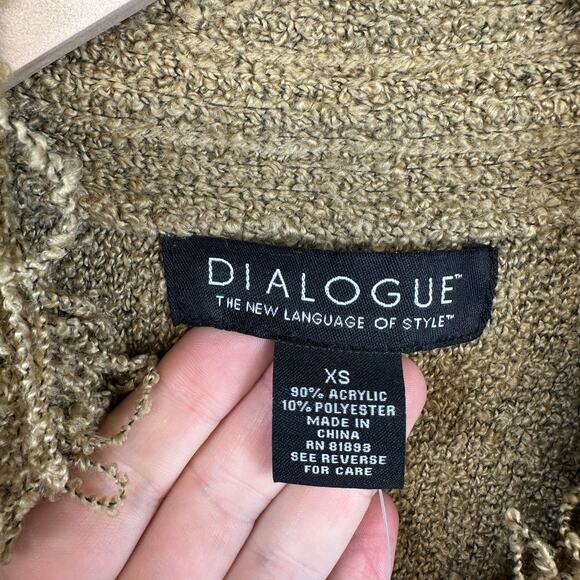 DIALOGUE™
THE NEW LANGUAGE OF STYLE™
XS
90% ACRYLIC
10% POLYESTER
MADE IN
CHINA
RN 81893
SEE REVERSE
FOR CARE